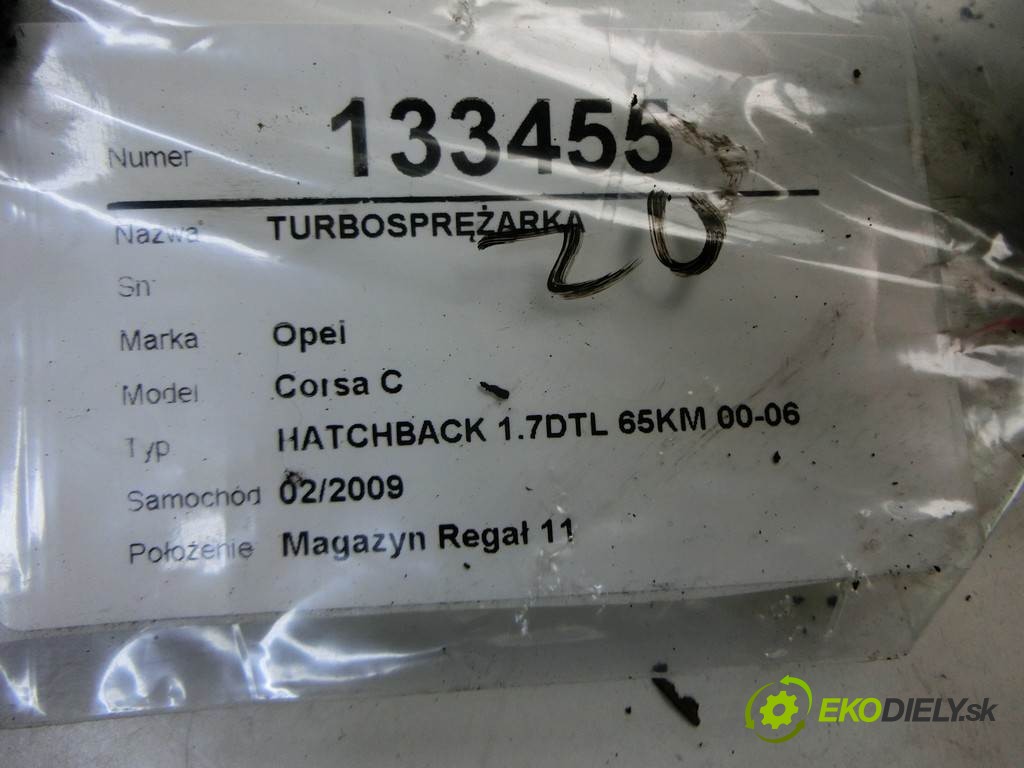 Numer 133455
Nazwa TURBOSPRĘŻARKA
20
Sn
Marka Opel
Model Corsa C
Typ HATCHBACK 1.7DTL 65KM 00-06
Samochód 02/2009
Położenie Magazyn Regał 11
EKODIELY.sk